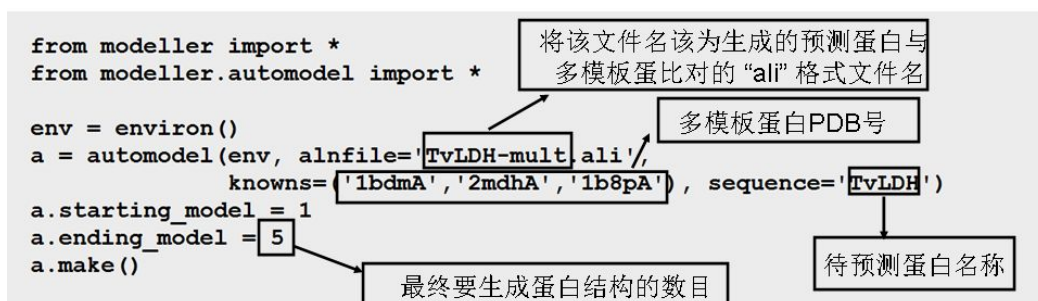 from modeller import *
from modeller.automodel import *
将该文件名该为生成的预测蛋白与
多模板蛋比对的 “ali” 格式文件名
多模板蛋白PDB号
env = environ()
a = automodel(env, alnfile='TvLDH-mult.ali',
knowns=('1bdmA','2mdhA','1b8pA'), sequence='TvLDH')
a.starting_model = 1
a.ending_model = 5
a.make()
待预测蛋白名称
最终要生成蛋白结构的数目